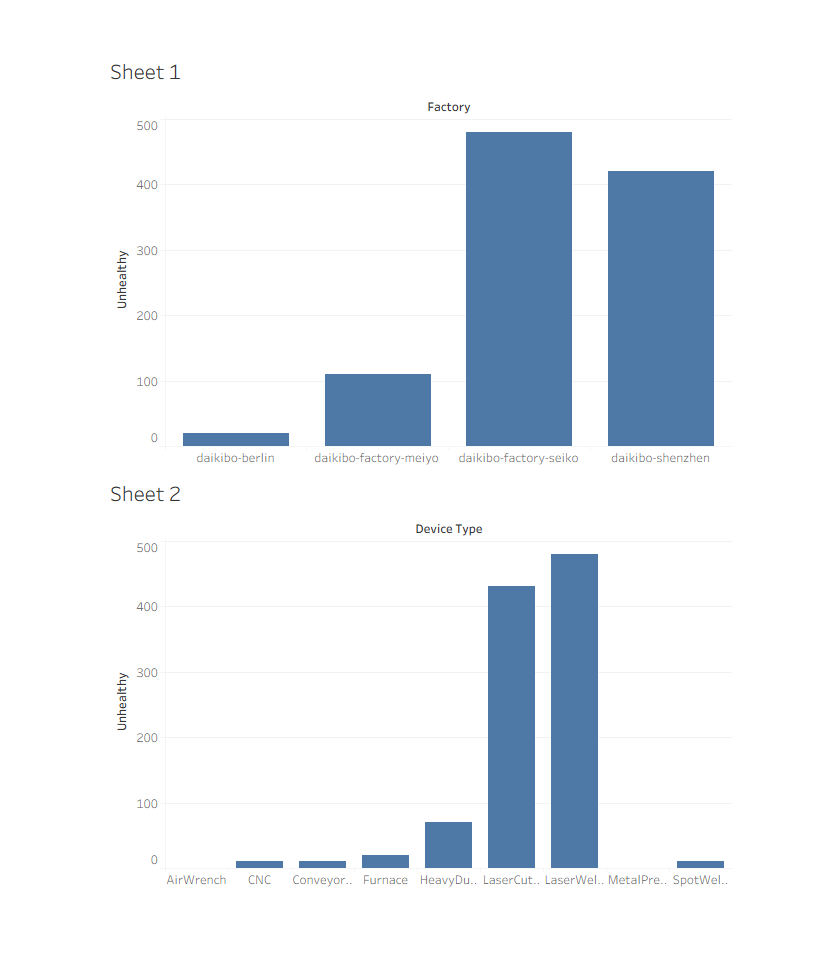 Sheet 1
Factory
500
400
300
200
100
0
Unhealthy
daikibo-berlin daikibo-factory-meiyo daikibo-factory-seiko daikibo-shenzhen
Sheet 2
Device Type
500
400
300
200
100
0
Unhealthy
AirWrench CNC Conveyor.. Furnace HeavyDu.. LaserCut.. LaserWel.. MetalPre.. SpotWel..